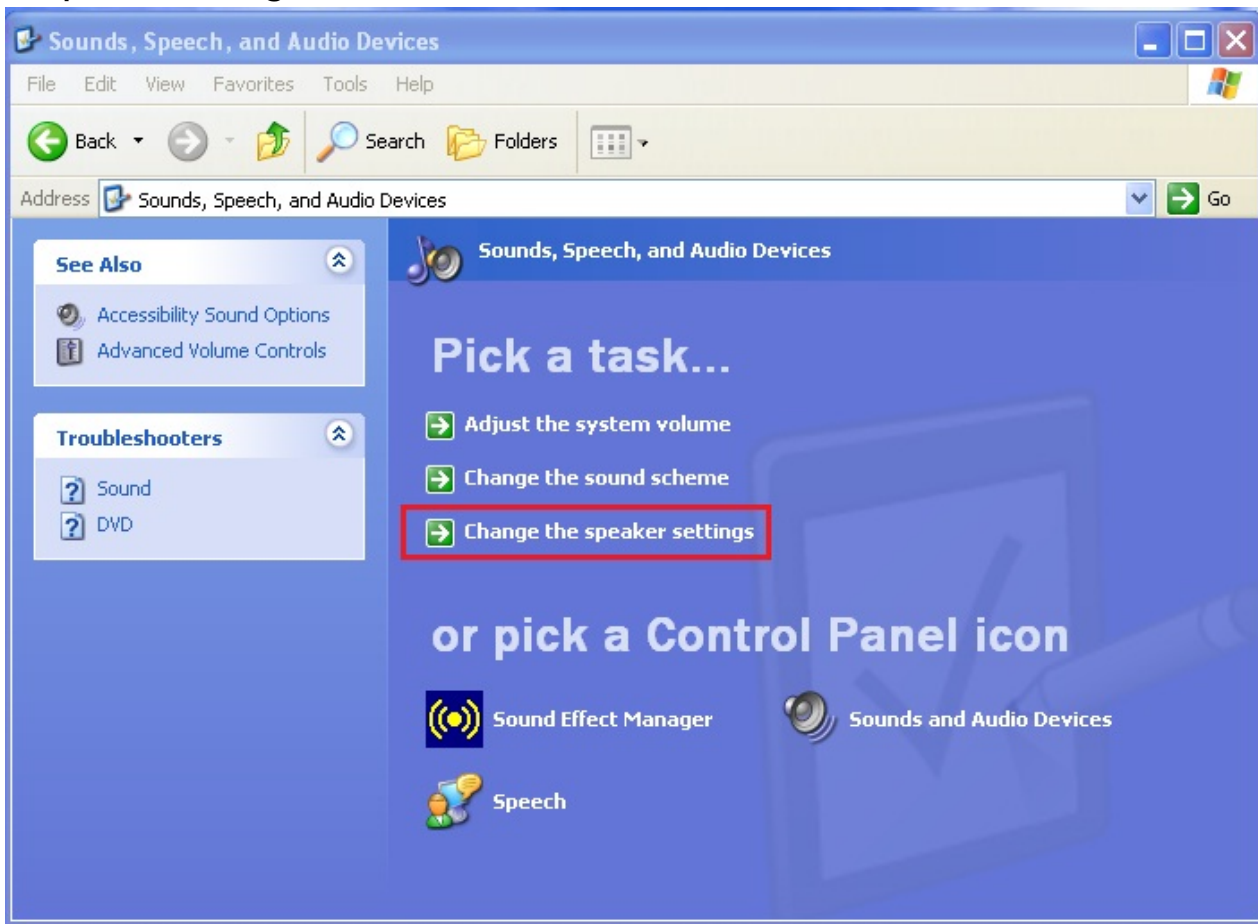 Sounds, Speech, and Audio Devices
File Edit View Favorites Tools Help
Back Search Folders
Address Sounds, Speech, and Audio Devices Go
See Also
Accessibility Sound Options
Advanced Volume Controls
Troubleshooters
Sound
DVD
Sounds, Speech, and Audio Devices
Pick a task...
Adjust the system volume
Change the sound scheme
Change the speaker settings
or pick a Control Panel icon
Sound Effect Manager Sounds and Audio Devices
Speech